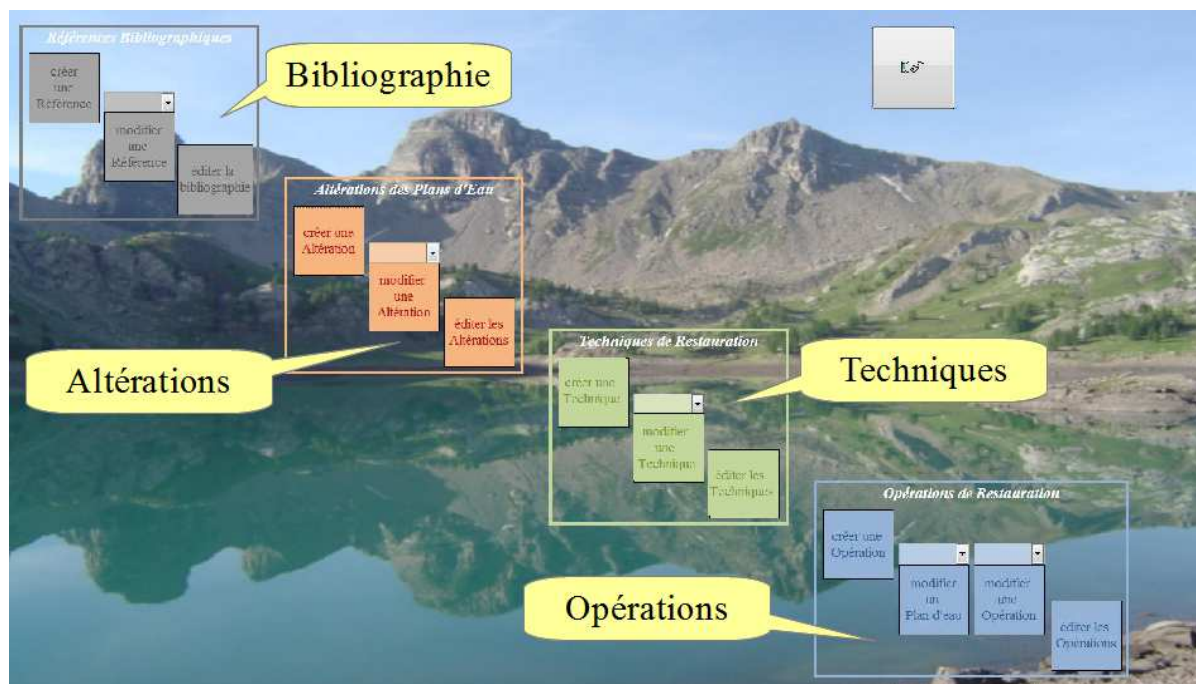 Références Bibliographiques
Bibliographie
créer
une
Référence
modifier
une
Référence
éditer la
bibliographie
Altérations des Plans d'Eau
créer une
Altération
modifier
une
Altération
éditer les
Altérations
Altérations
Techniques de Restauration
Techniques
créer une
Technique
modifier
une
Technique
éditer les
Techniques
Opérations de Restauration
créer une
Opération
modifier
un
Plan d'eau
modifier
une
Opération
éditer les
Opérations
Opérations